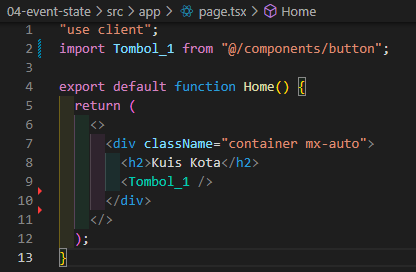 04-event-state > src > app > page.tsx > Home
1 "use client";
2 import Tombol_1 from "@/components/button";
3
4 export default function Home() {
5 return (
6 <>
7 <div className="container mx-auto">
8 <h2>Kuis Kota</h2>
9 <Tombol_1 />
10 </div>
11 </>
12 );
13 }